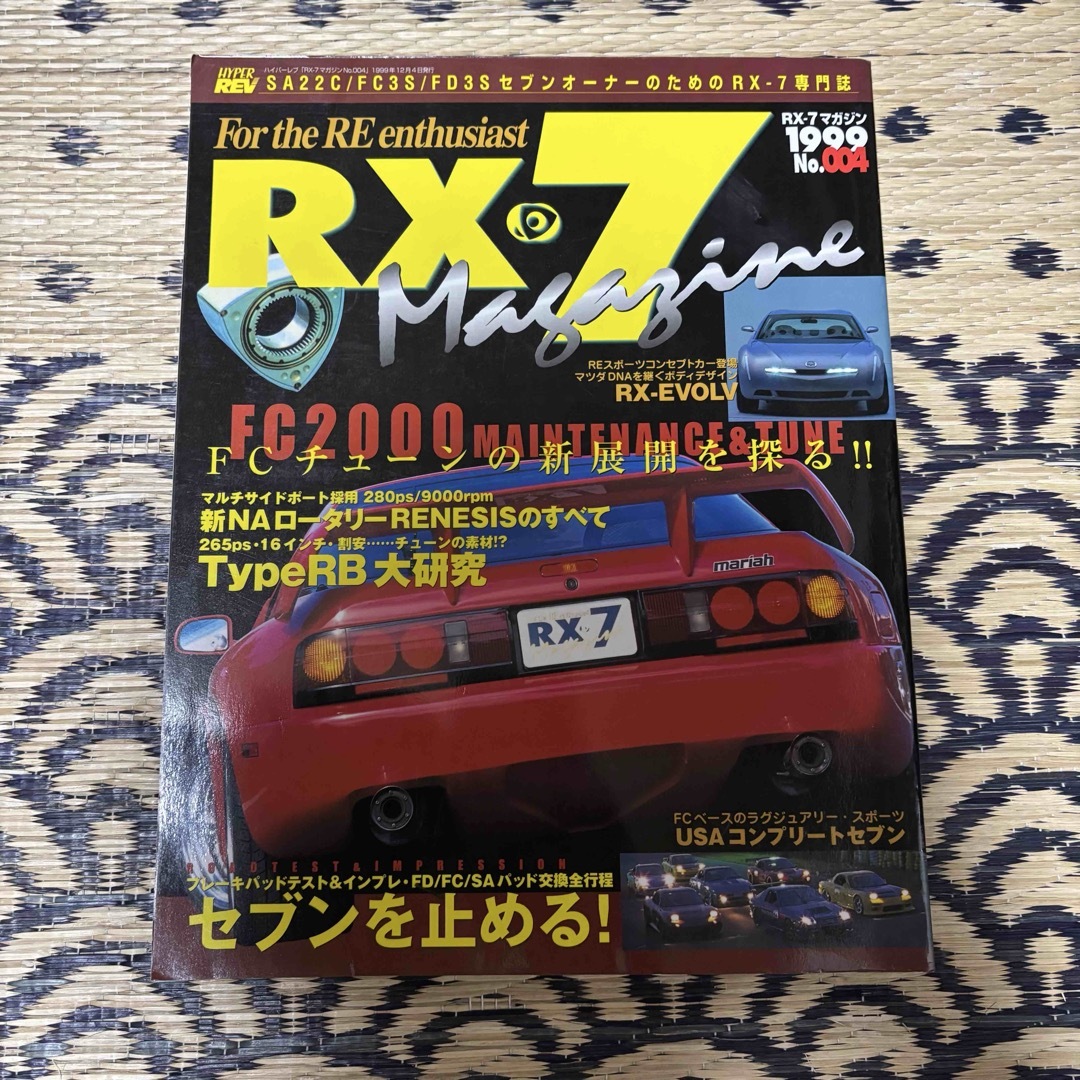 HYPER REV
ハイパーレブ「RX-7マガジンNo.004」1999年12月4日発行
SA22C/FC3S/FD3SセブンオーナーのためのRX-7専門誌
For the RE enthusiast
RX-7マガジン
1999
No.004
RX-7
Magazine
REスポーツコンセプトカー登場
マツダDNAを継ぐボディデザイン
RX-EVOLV
FC2000 MAINTENANCE&TUNE
FCチューンの新展開を探る!!
マルチサイドポート採用 280ps/9000rpm
新NAロータリーRENESISのすべて
265ps・16インチ・割安……チューンの素材!?
TypeRB大研究
mariah
RX-7
FCベースのラグジュアリー・スポーツ
USAコンプリートセブン
ROADTEST&IMPRESSION
ブレーキパッドテスト&インプレ・FD/FC/SAパッド交換全行程
セブンを止める!